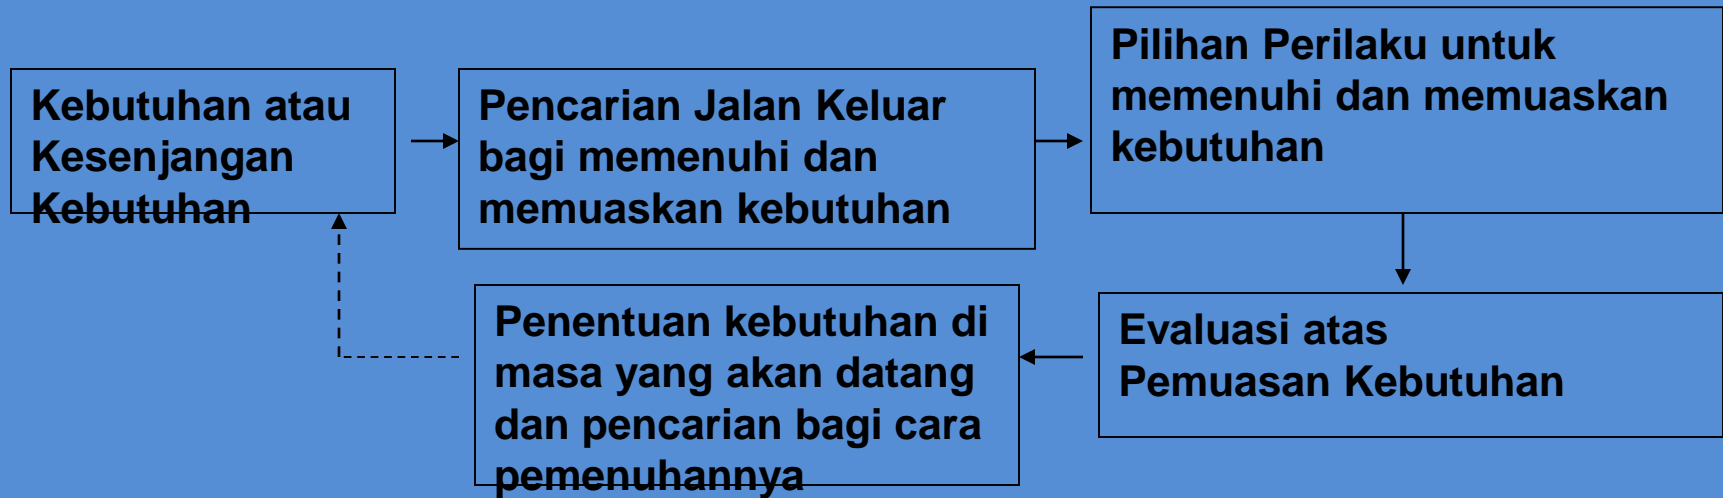 Kebutuhan atau
Kesenjangan
Kebutuhan
Pencarian Jalan Keluar
bagi memenuhi dan
memuaskan kebutuhan
Pilihan Perilaku untuk
memenuhi dan memuaskan
kebutuhan
Evaluasi atas
Pemuasan Kebutuhan
Penentuan kebutuhan di
masa yang akan datang
dan pencarian bagi cara
pemenuhannya